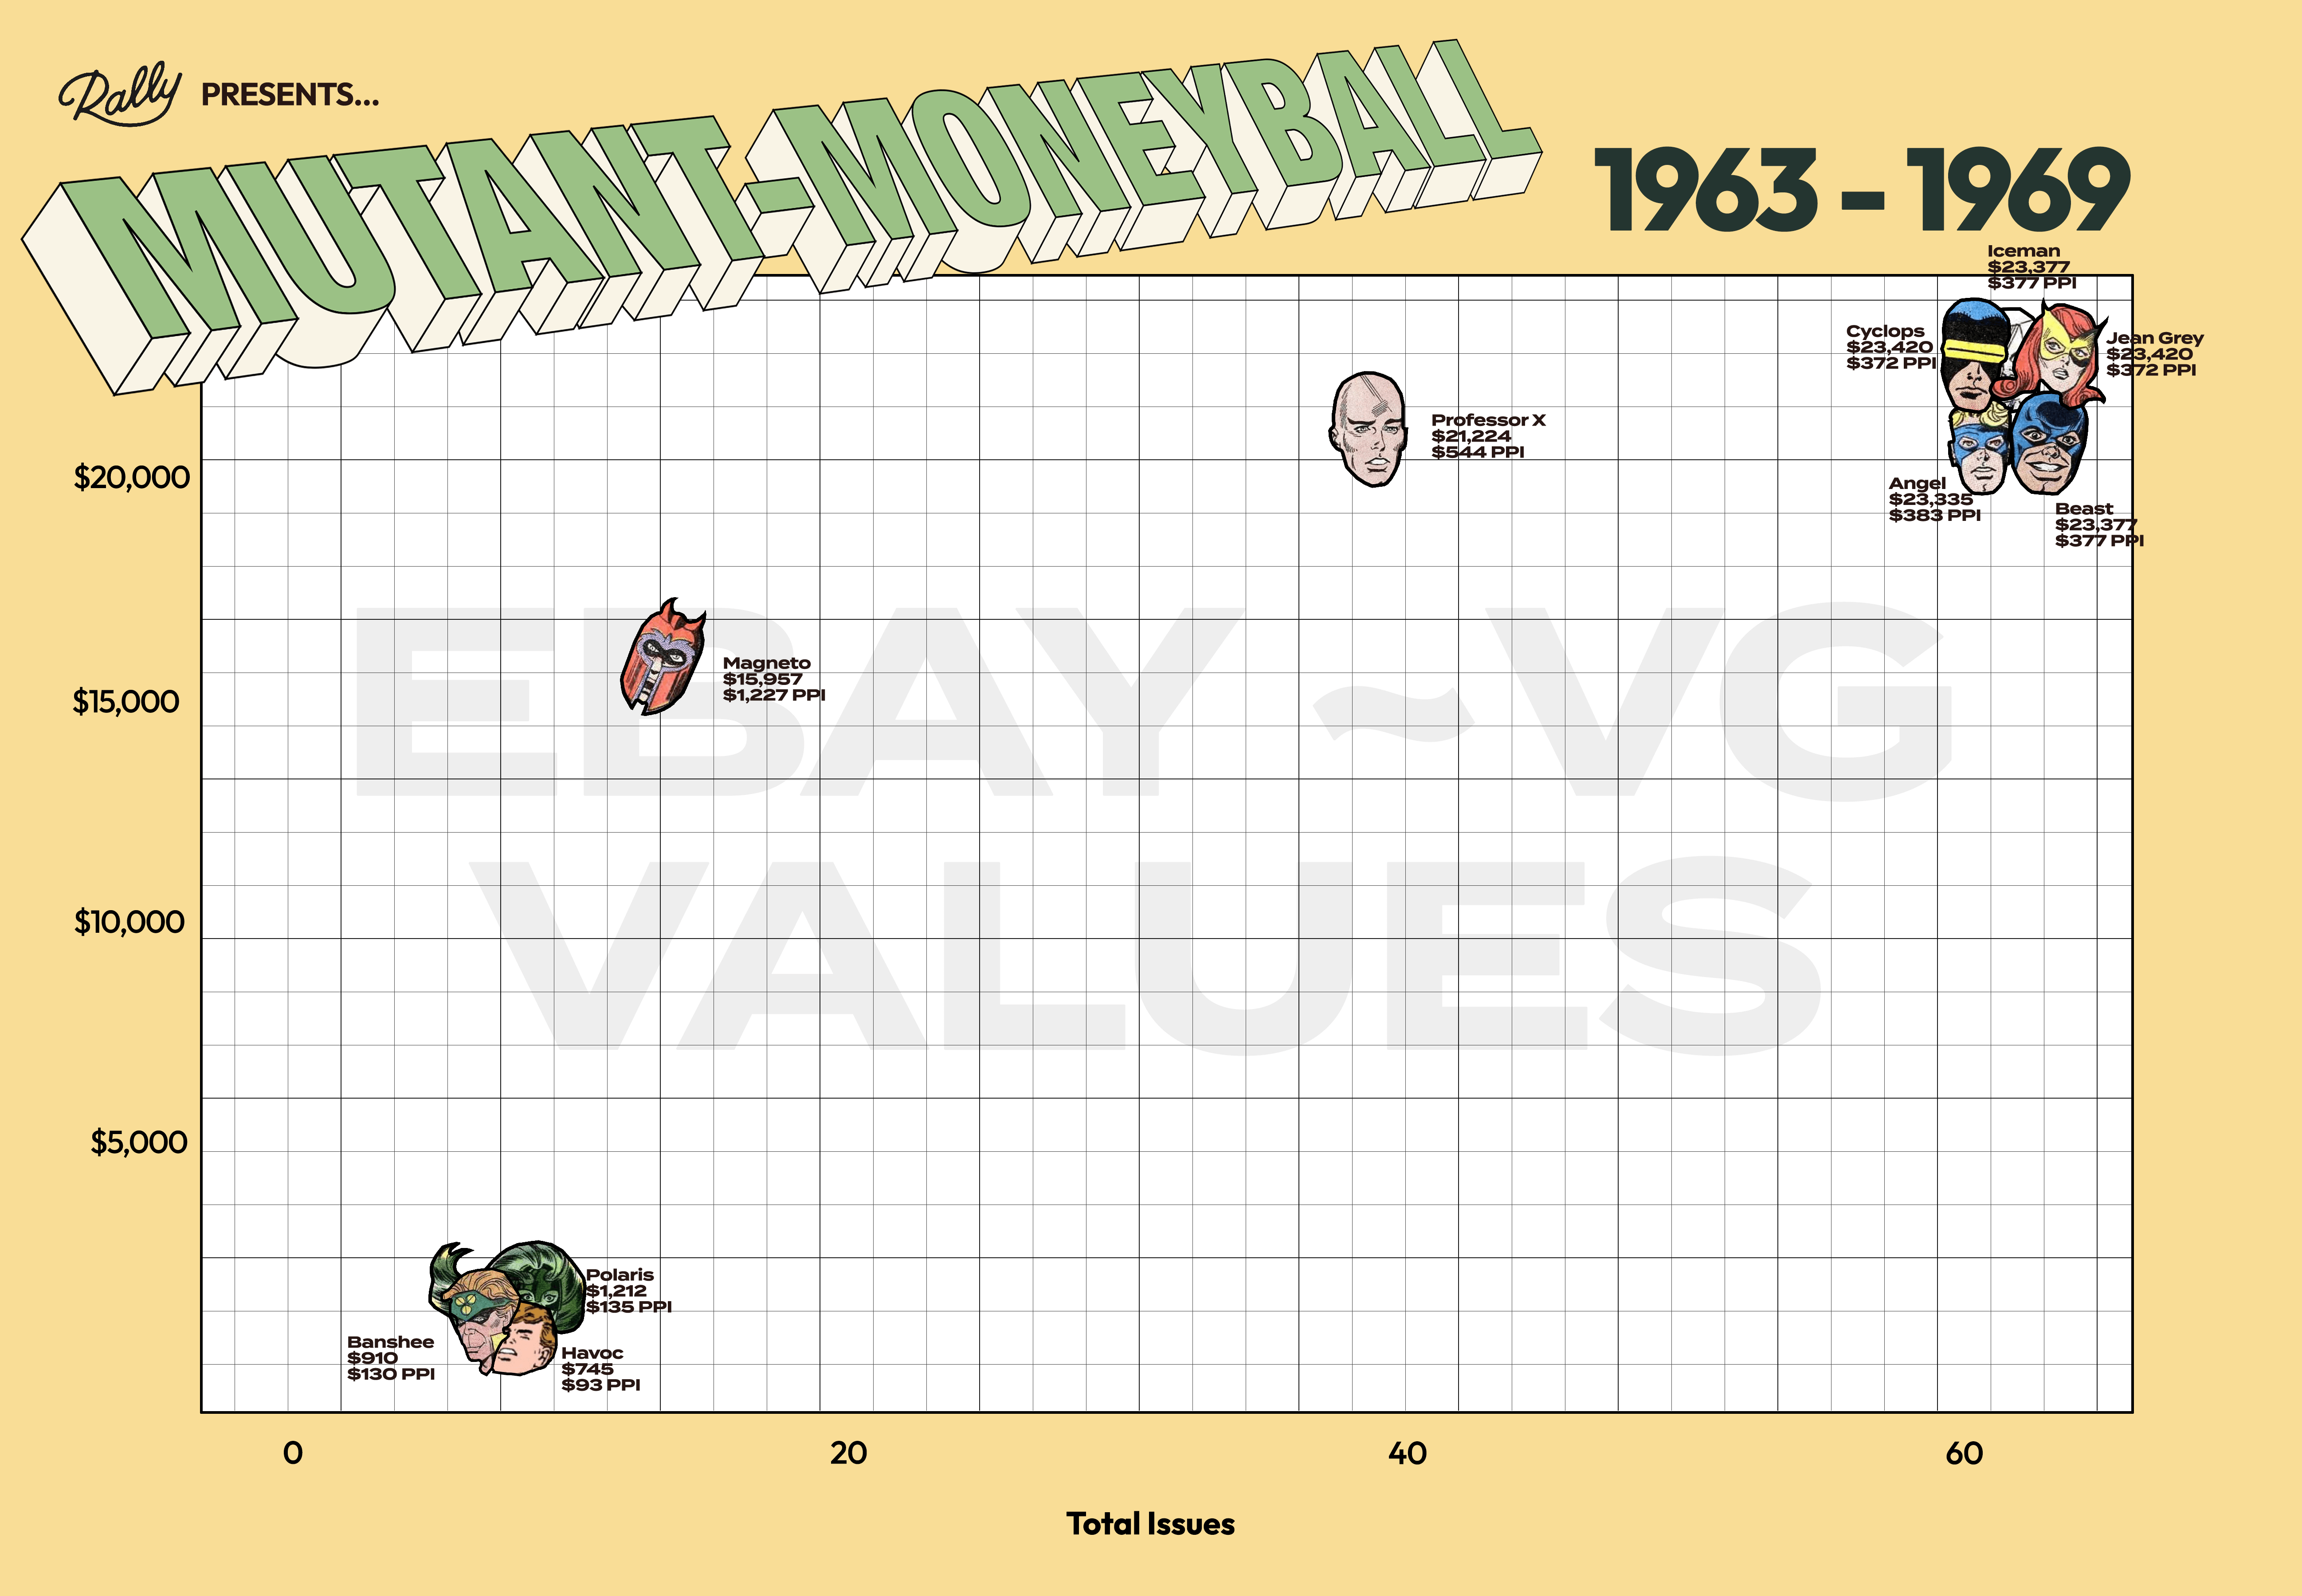 Rally PRESENTS...
MUTANT-MONEYBALL
1963 - 1969
Iceman
$23,377
$377 PPI
Cyclops
$23,420
$372 PPI
Jean Grey
$23,420
$372 PPI
Professor X
$21,224
$544 PPI
Angel
$23,335
$383 PPI
Beast
$23,377
$377 PPI
Magneto
$15,957
$1,227 PPI
EBAY ~VG
VALUES
Polaris
$1,212
$135 PPI
Banshee
$910
$130 PPI
Havoc
$745
$93 PPI
$20,000
$15,000
$10,000
$5,000
0 20 40 60
Total Issues